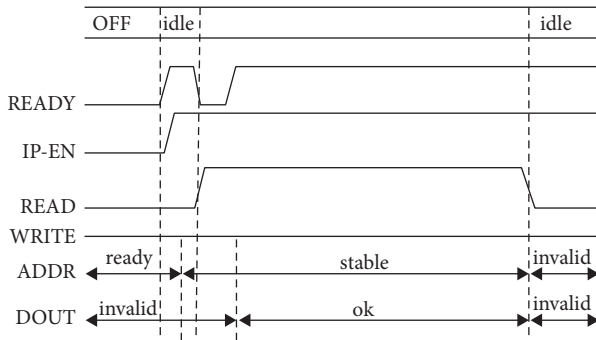 OFF idle idle
READY
IP-EN
READ
WRITE
ADDR ready stable invalid
DOUT invalid ok invalid